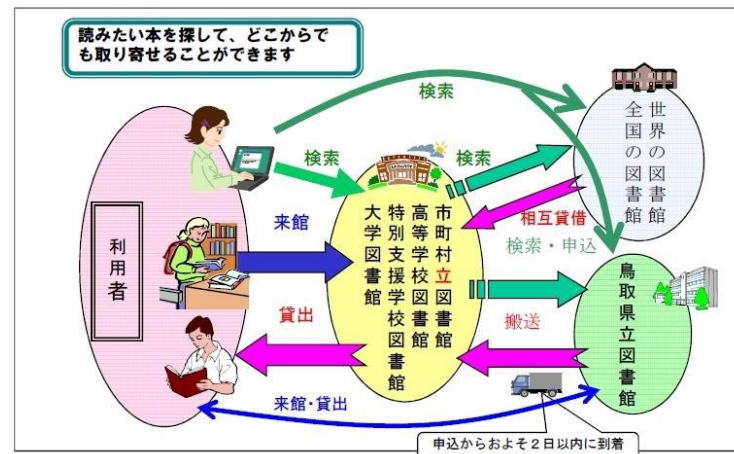 読みたい本を探して、どこからで
も取り寄せることができます
検索
検索
検索
世界の図書館
全国の図書館
利用者
来館
市町村立図書館
高等学校図書館
特別支援学校図書館
大学図書館
相互貸借
検索・申込
貸出
搬送
鳥取県立図書館
来館・貸出
申込からおよそ2日以内に到着